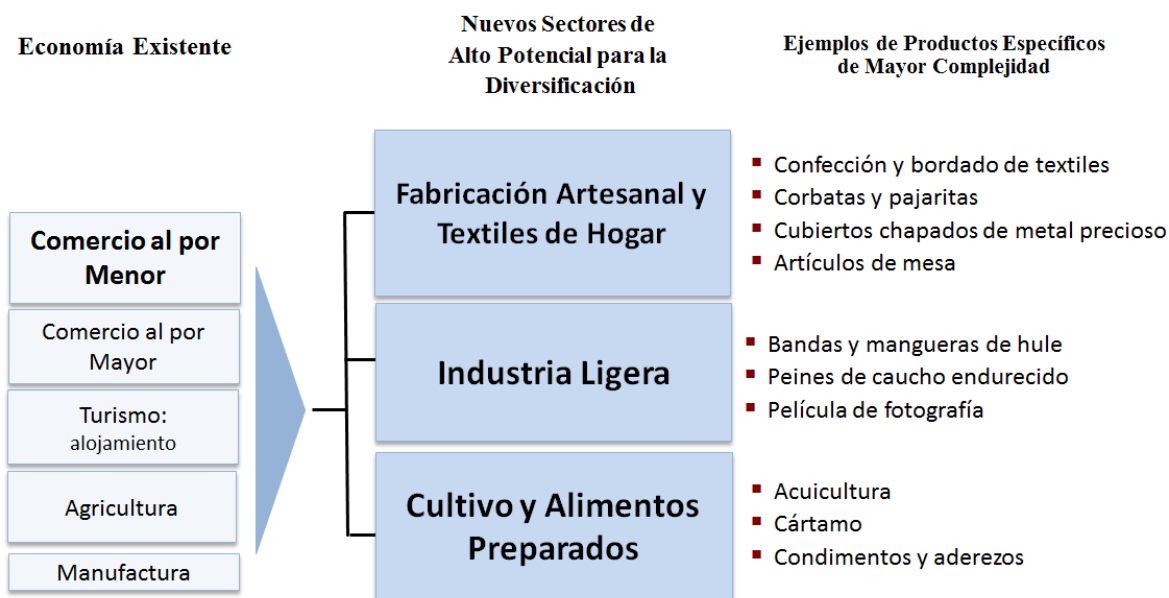 Economía Existente
Nuevos Sectores de
Alto Potencial para la
Diversificación
Ejemplos de Productos Específicos
de Mayor Complejidad
Comercio al por
Menor
Comercio al por
Mayor
Turismo:
alojamiento
Agricultura
Manufactura
Fabricación Artesanal y
Textiles de Hogar
Industria Ligera
Cultivo y Alimentos
Preparados
▪ Confección y bordado de textiles
▪ Corbatas y pajaritas
▪ Cubiertos chapados de metal precioso
▪ Artículos de mesa
▪ Bandas y mangueras de hule
▪ Peines de caucho endurecido
▪ Película de fotografía
▪ Acuicultura
▪ Cártamo
▪ Condimentos y aderezos